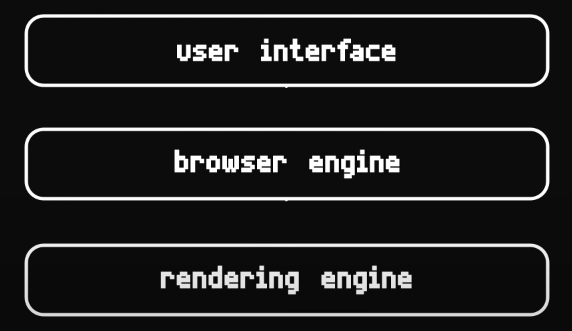 user interface
browser engine
rendering engine